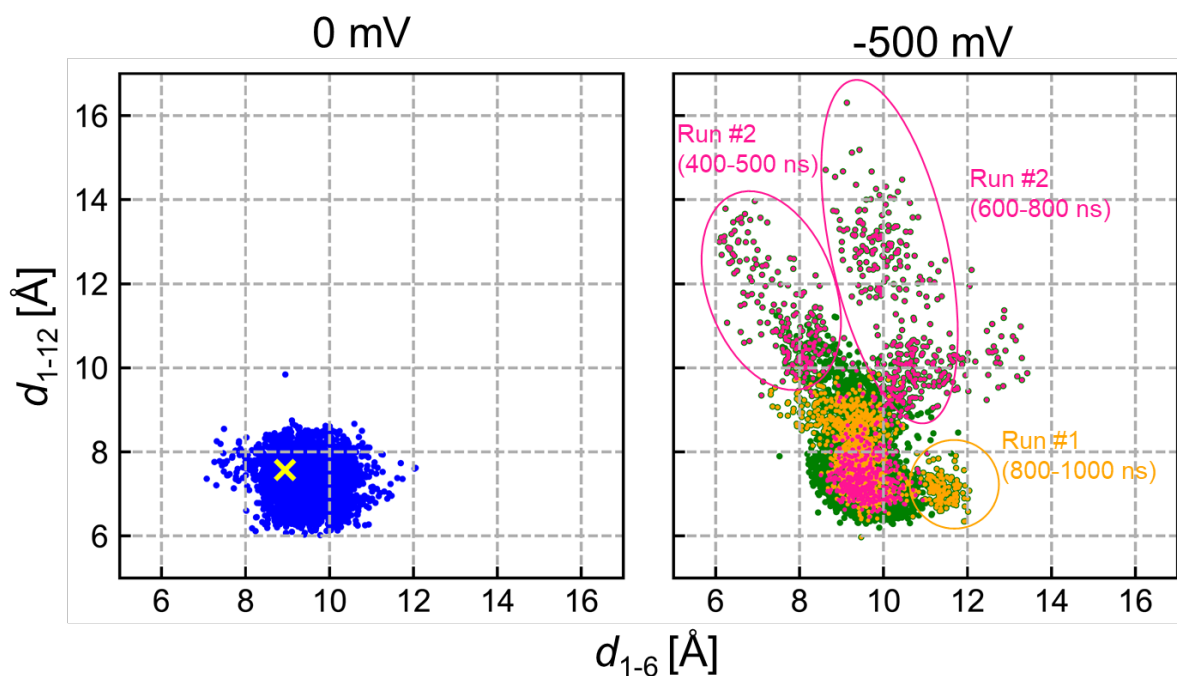 0 mV
-500 mV
16
14
12
10
8
6
d1-12 [Å]
6 8 10 12 14 16
Run #2
(400-500 ns)
Run #2
(600-800 ns)
Run #1
(800-1000 ns)
6 8 10 12 14 16
d1-6 [Å]